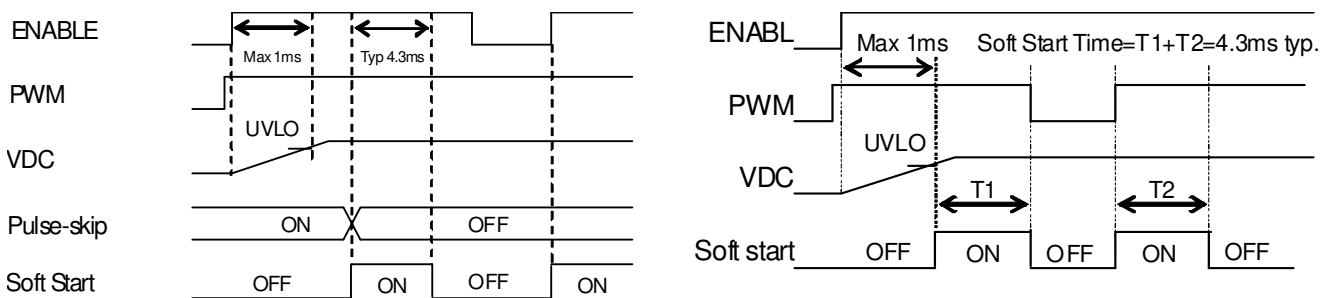 ENABLE
Max 1ms
Typ 4.3ms
PWM
UVLO
VDC
Pulse-skip
ON
OFF
Soft Start
OFF
ON
OFF
ON
ENABL
Max 1ms
Soft Start Time=T1+T2=4.3ms typ.
PWM
UVLO
VDC
T1
T2
Soft start
OFF
ON
OFF
ON
OFF